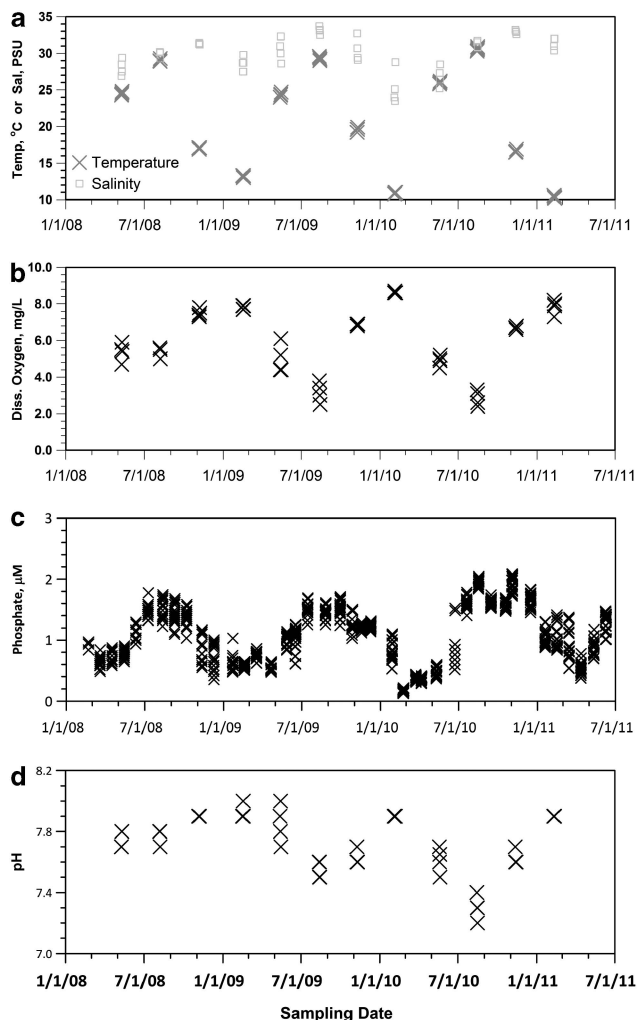 a
35
30
25
20
15
10
Temp, °C or Sal, PSU
Temperature
Salinity
1/1/08 7/1/08 1/1/09 7/1/09 1/1/10 7/1/10 1/1/11 7/1/11
b
10.0
8.0
6.0
4.0
2.0
0.0
Diss. Oxygen, mg/L
1/1/08 7/1/08 1/1/09 7/1/09 1/1/10 7/1/10 1/1/11 7/1/11
c
3
2
1
0
Phosphate, µM
1/1/08 7/1/08 1/1/09 7/1/09 1/1/10 7/1/10 1/1/11 7/1/11
d
8.2
7.8
7.4
7.0
pH
1/1/08 7/1/08 1/1/09 7/1/09 1/1/10 7/1/10 1/1/11 7/1/11
Sampling Date